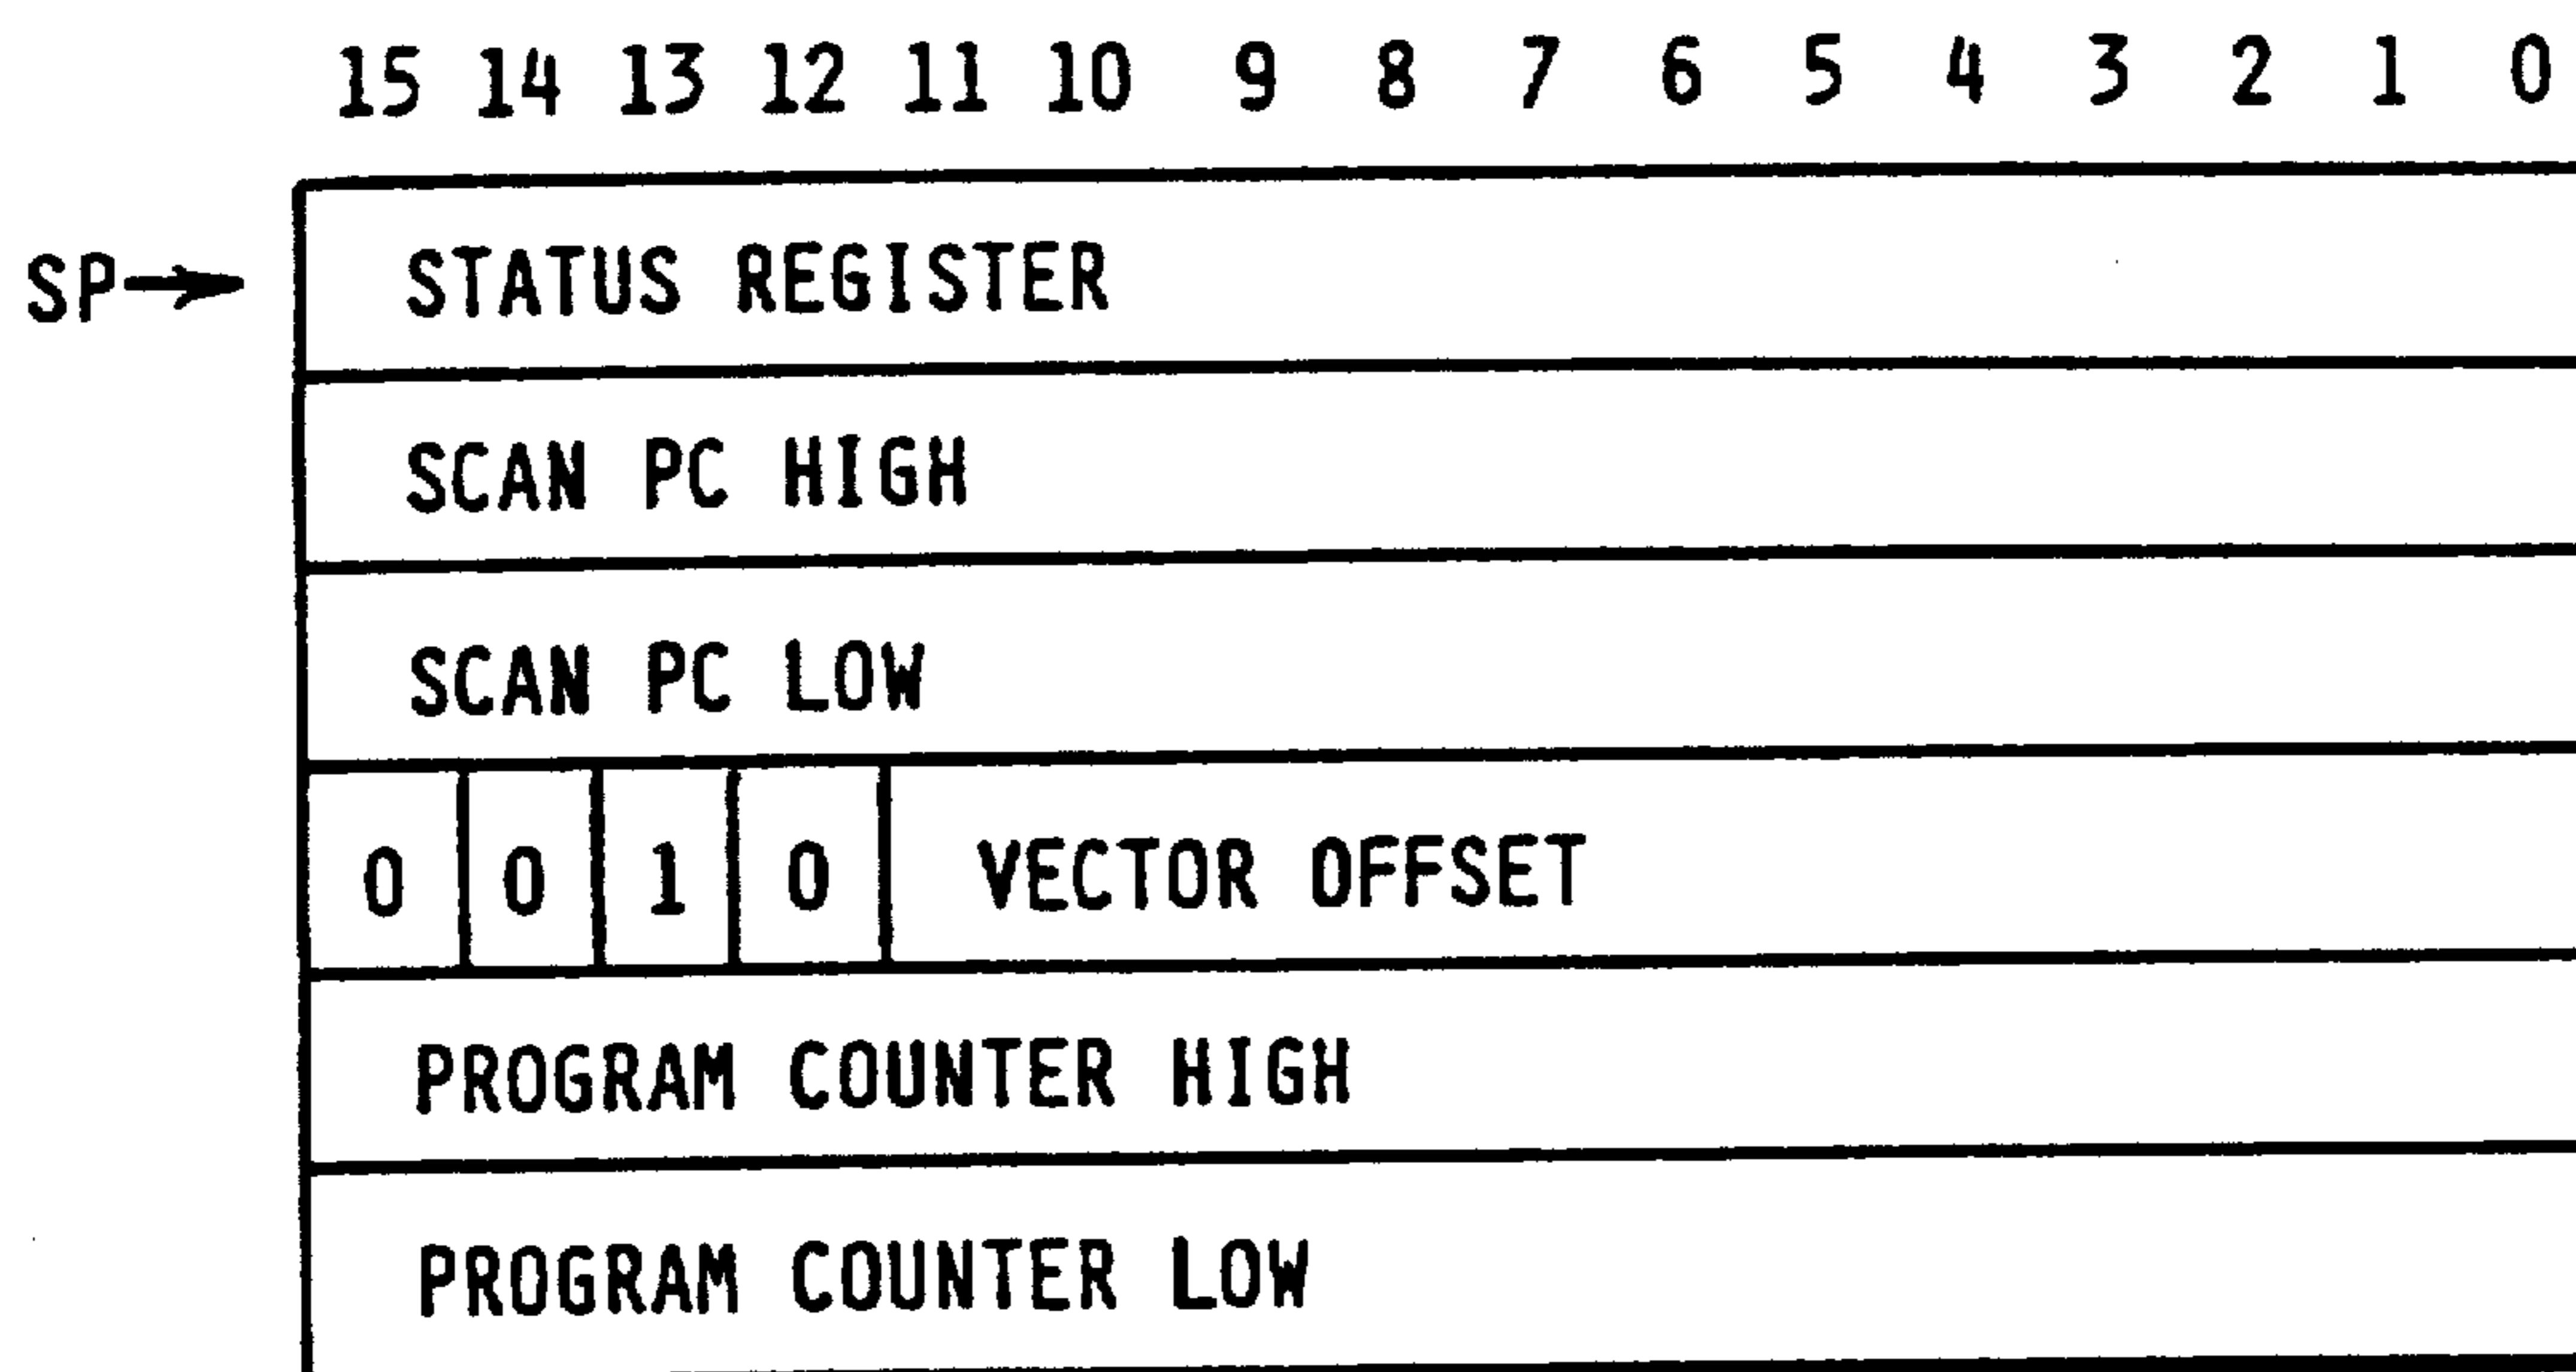 15 14 13 12 11 10 9 8 7 6 5 4 3 2 1 0
SP→ STATUS REGISTER
SCAN PC HIGH
SCAN PC LOW
0 0 1 0 VECTOR OFFSET
PROGRAM COUNTER HIGH
PROGRAM COUNTER LOW